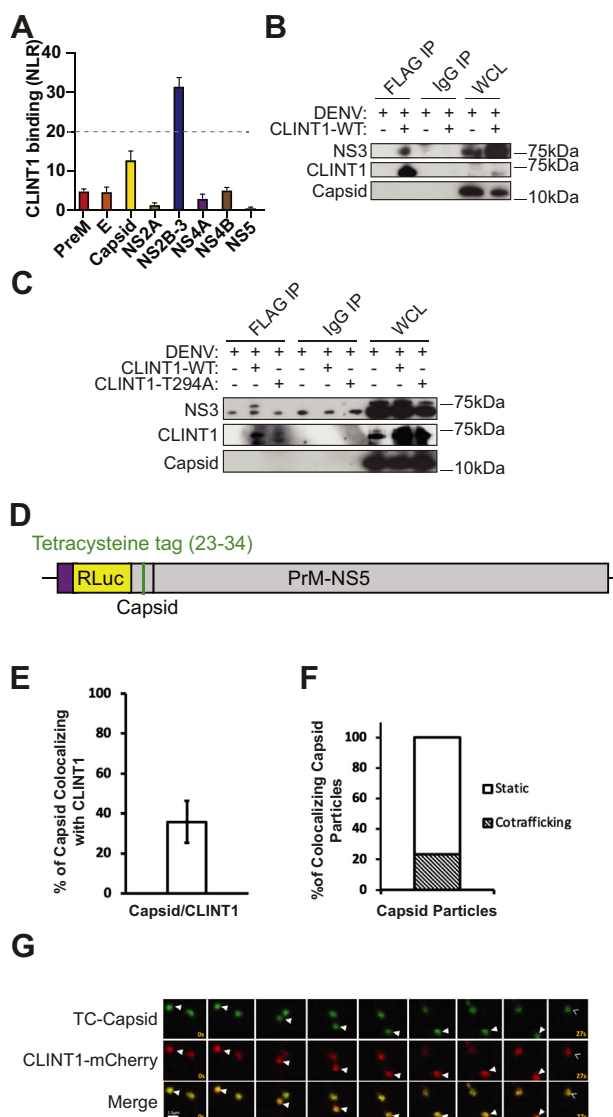 A
CLINT1 binding (NLR)
40
30
20
10
0
PreM
E
Capsid
NS2A
NS2B-3
NS4A
NS4B
NS5
B
FLAG IP
IgG IP
WCL
DENV: + + + + + +
CLINT1-WT: - + - + - +
NS3
75kDa
CLINT1
75kDa
Capsid
10kDa
C
FLAG IP
IgG IP
WCL
DENV: + + + + + + + + +
CLINT1-WT: - + - - + - - + -
CLINT1-T294A: - - + - - + - - +
NS3
75kDa
CLINT1
75kDa
Capsid
10kDa
D
Tetracysteine tag (23-34)
RLuc
PrM-NS5
Capsid
E
% of Capsid Colocalizing
with CLINT1
100
80
60
40
20
0
Capsid/CLINT1
F
%of Colocalizing Capsid
Particles
100
80
60
40
20
0
Static
Cotrafficking
Capsid Particles
G
TC-Capsid
0s
27s
CLINT1-mCherry
0s
27s
Merge
0s
27s